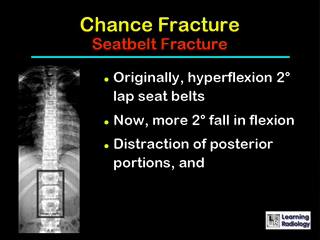 Chance Fracture
Seatbelt Fracture
Originally, hyperflexion 2°
lap seat belts
Now, more 2° fall in flexion
Distraction of posterior
portions, and
Learning
Radiology